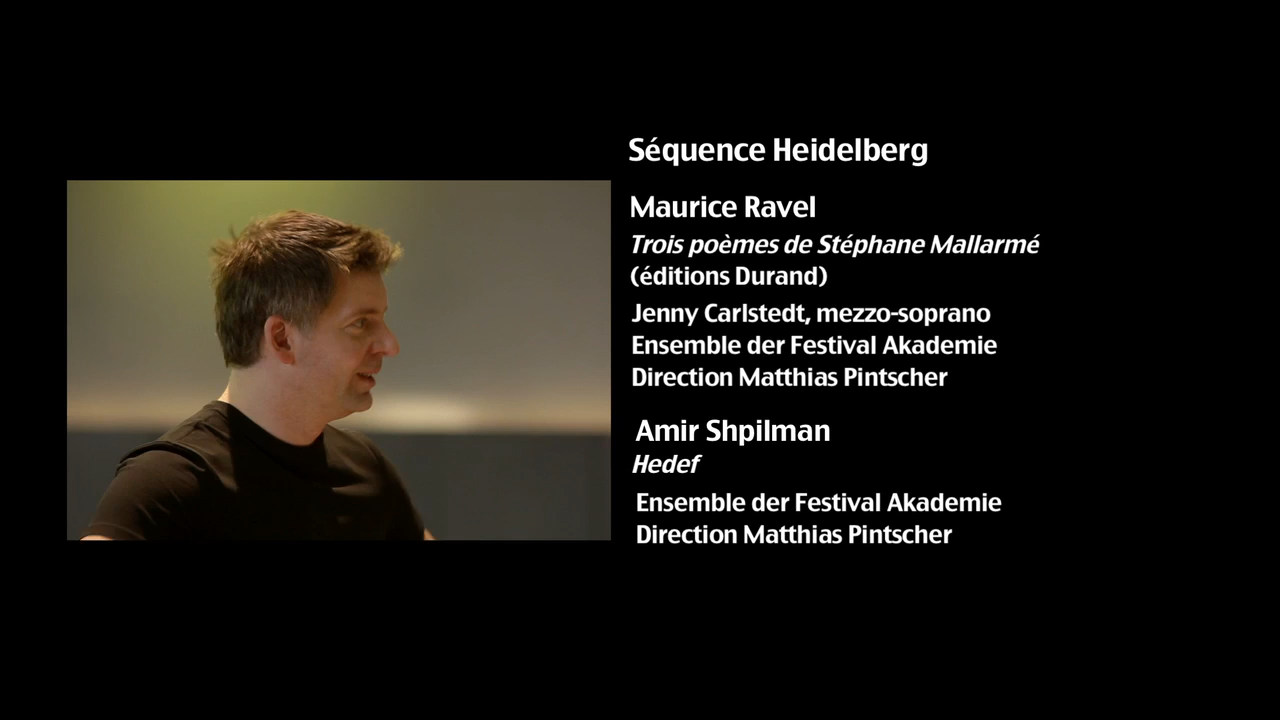 Séquence Heidelberg
Maurice Ravel
Trois poèmes de Stéphane Mallarmé
(éditions Durand)
Jenny Carlstedt, mezzo-soprano
Ensemble der Festival Akademie
Direction Matthias Pintscher
Amir Shpilman
Hedef
Ensemble der Festival Akademie
Direction Matthias Pintscher